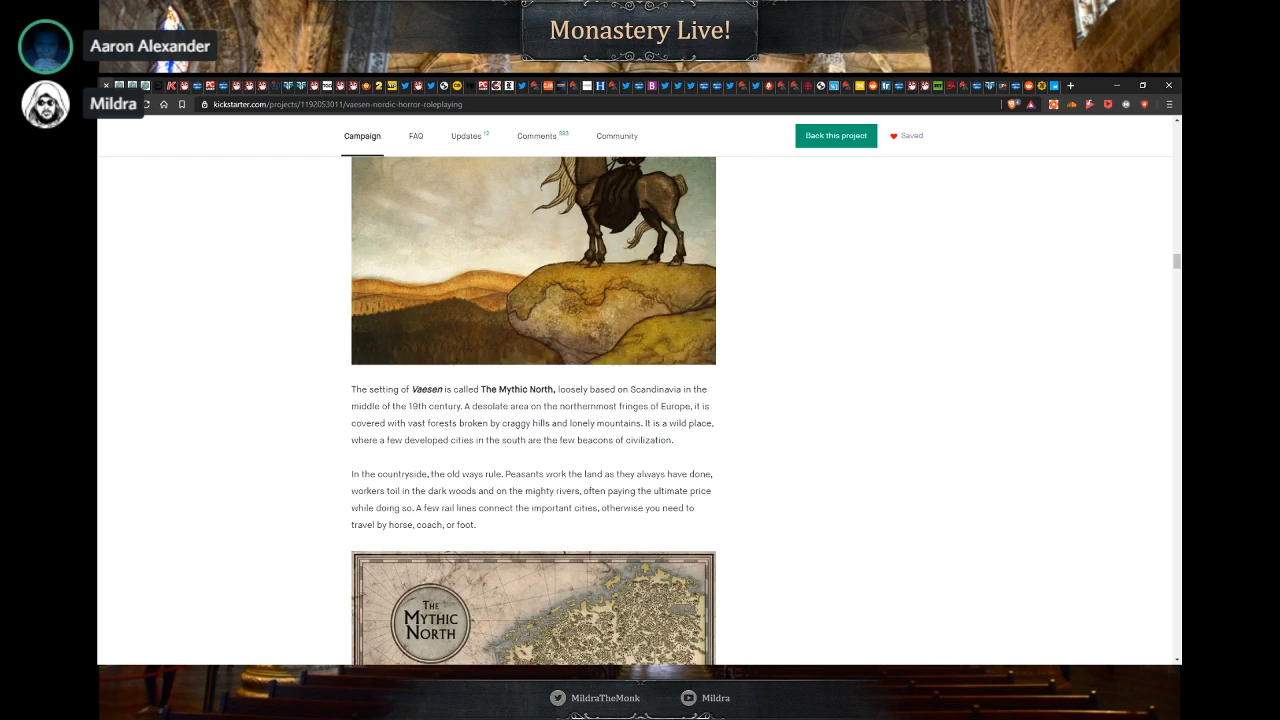 Monastery Live!
Aaron Alexander
Mildra
kickstarter.com/projects/1192053011/vaesen-nordic-horror-roleplaying
Campaign FAQ Updates 12 Comments 383 Community Back this project Saved
The setting of Vaesen is called The Mythic North, loosely based on Scandinavia in the
middle of the 19th century. A desolate area on the northernmost fringes of Europe, it is
covered with vast forests broken by craggy hills and lonely mountains. It is a wild place,
where a few developed cities in the south are the few beacons of civilization.
In the countryside, the old ways rule. Peasants work the land as they always have done,
workers toil in the dark woods and on the mighty rivers, often paying the ultimate price
while doing so. A few rail lines connect the important cities, otherwise you need to
travel by horse, coach, or foot.
THE
MYTHIC
NORTH
MildraTheMonk Mildra